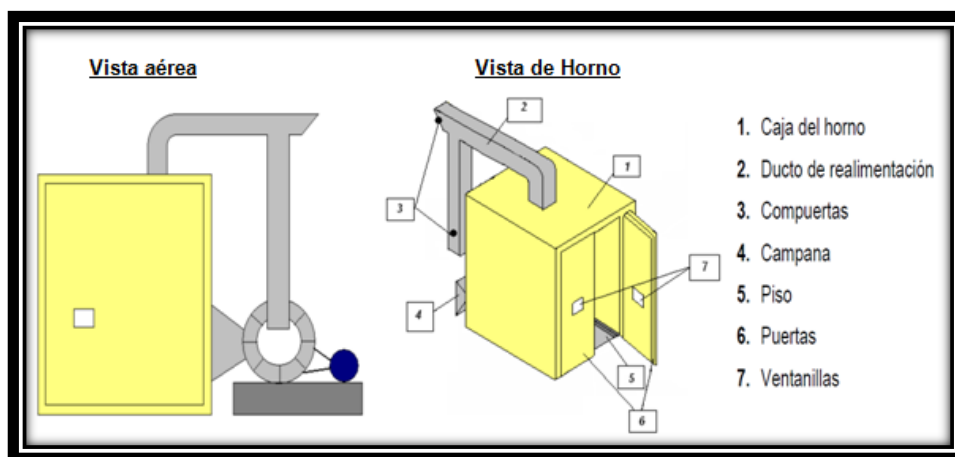 Vista aérea
Vista de Horno
2
1
3
7
4
5
6
1. Caja del horno
2. Ducto de realimentación
3. Compuertas
4. Campana
5. Piso
6. Puertas
7. Ventanillas